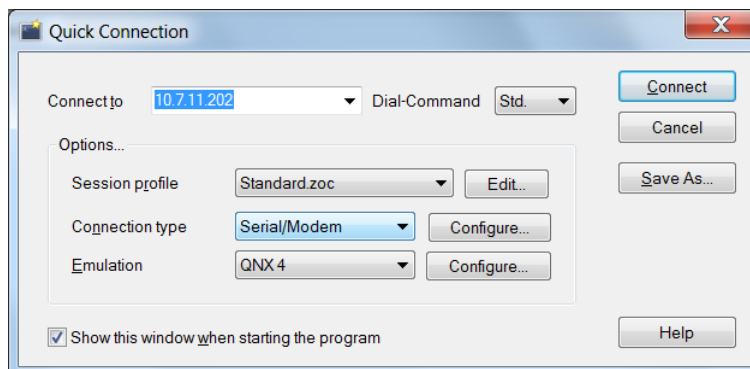 Quick Connection
X
Connect to 10.7.11.202 Dial-Command Std. Connect
Cancel
Options...
Session profile Standard.zoc Edit... Save As...
Connection type Serial/Modem Configure...
Emulation QNX 4 Configure...
Show this window when starting the program Help